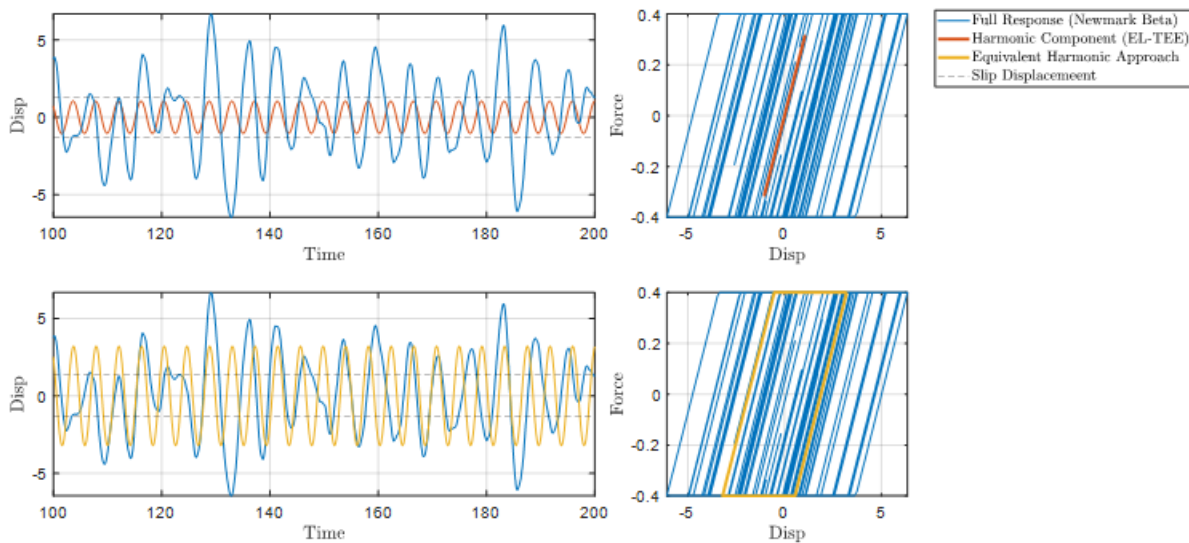 Full Response (Newmark Beta)
Harmonic Component (EL-TEE)
Equivalent Harmonic Approach
Slip Displacemeent
5
0
-5
Disp
100
120
140
160
180
200
Time
0.4
0.2
0
-0.2
-0.4
Force
-5
0
5
Disp
5
0
-5
Disp
100
120
140
160
180
200
Time
0.4
0.2
0
-0.2
-0.4
Force
-5
0
5
Disp